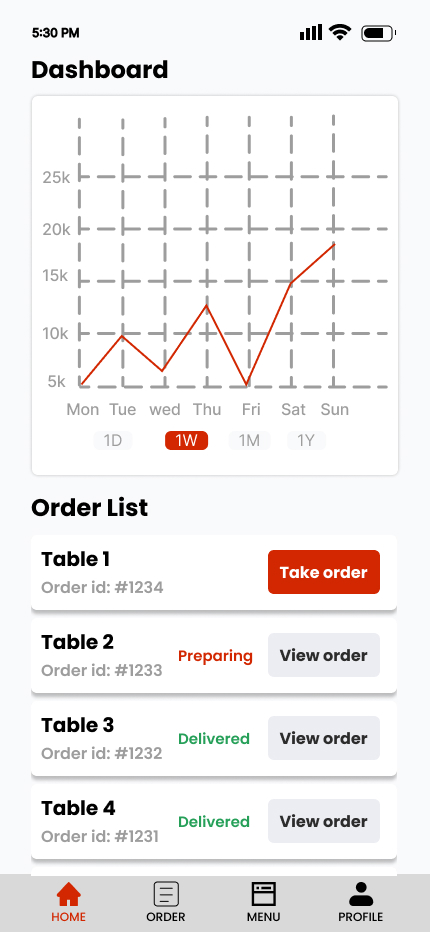 5:30 PM
Dashboard
25k
20k
15k
10k
5k
Mon Tue wed Thu Fri Sat Sun
1D 1W 1M 1Y
Order List
Table 1
Order id: #1234
Take order
Table 2
Order id: #1233
Preparing
View order
Table 3
Order id: #1232
Delivered
View order
Table 4
Order id: #1231
Delivered
View order
HOME ORDER MENU PROFILE